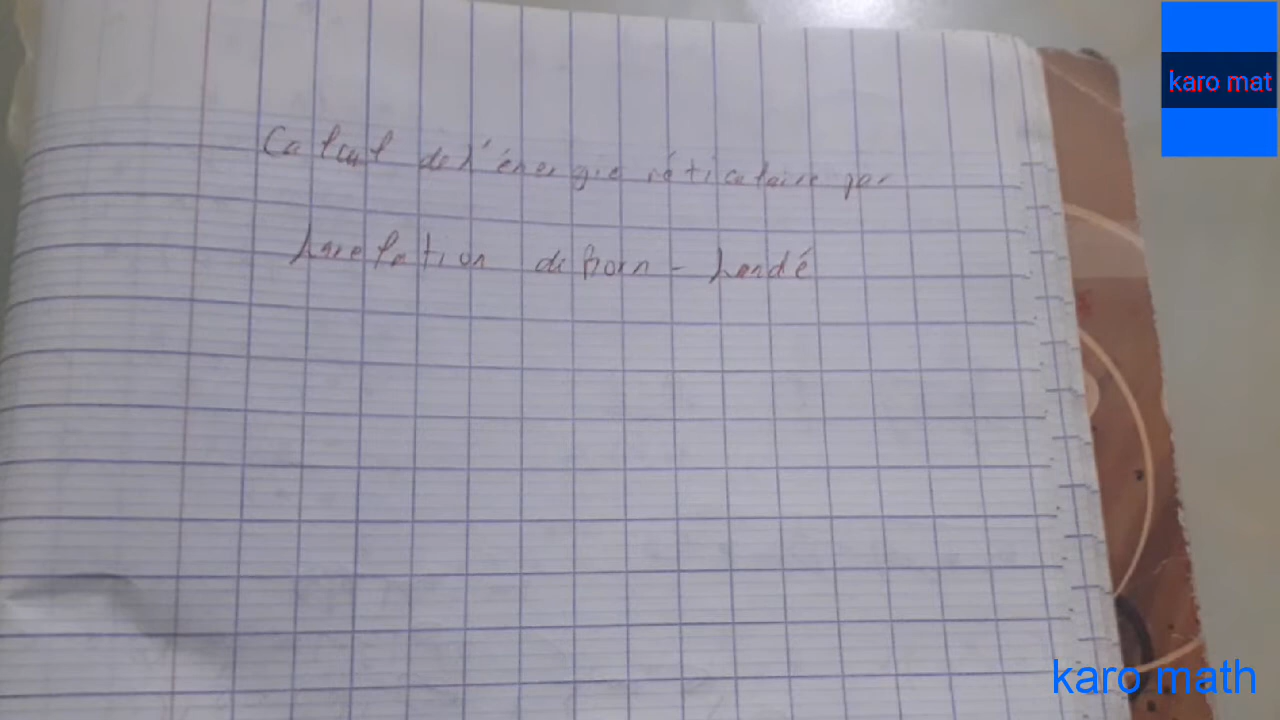 karo mat
Calcul de l'énergie réticulaire par
la relation de born - landé
karo math